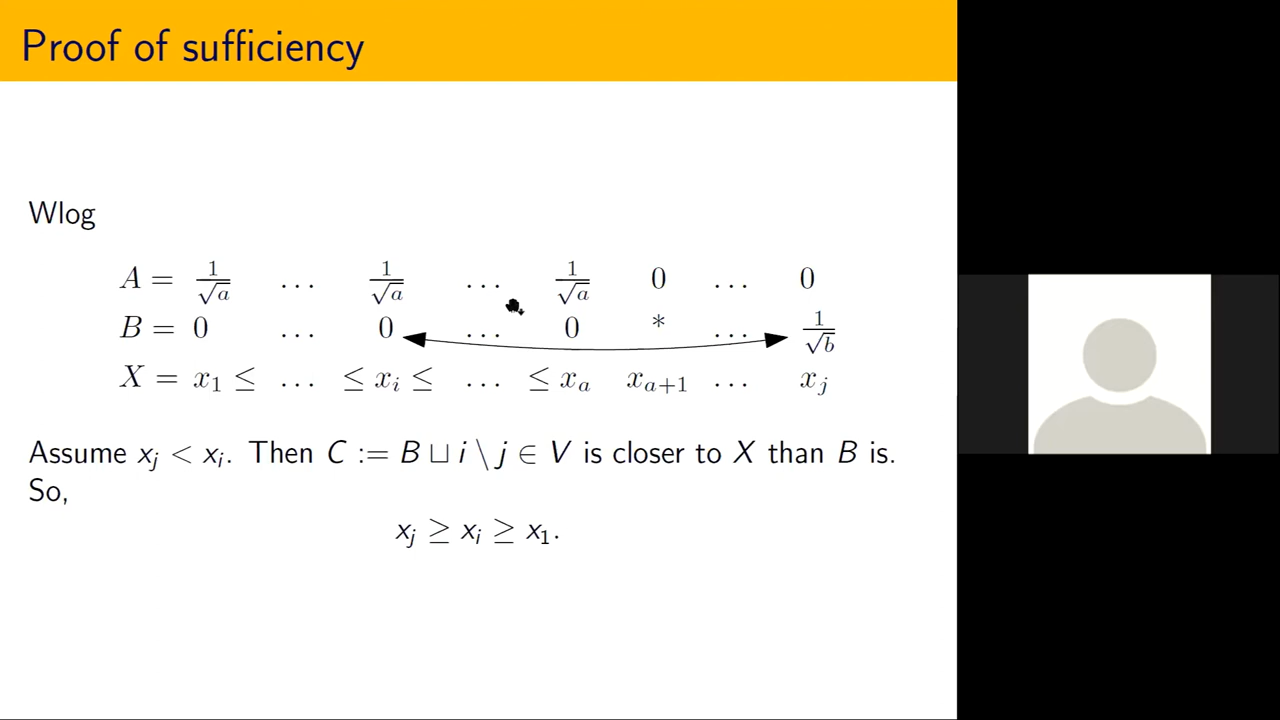 Proof of sufficiency
Wlog
A = 1/√a … 1/√a … 1/√a 0 … 0
B = 0 … 0 … 0 * … 1/√b
X = x₁ ≤ … ≤ xᵢ ≤ … ≤ xₐ xₐ₊₁ … xⱼ
Assume xⱼ < xᵢ. Then C := B ⊔ i \ j ∈ V is closer to X than B is.
So,
xⱼ ≥ xᵢ ≥ x₁.